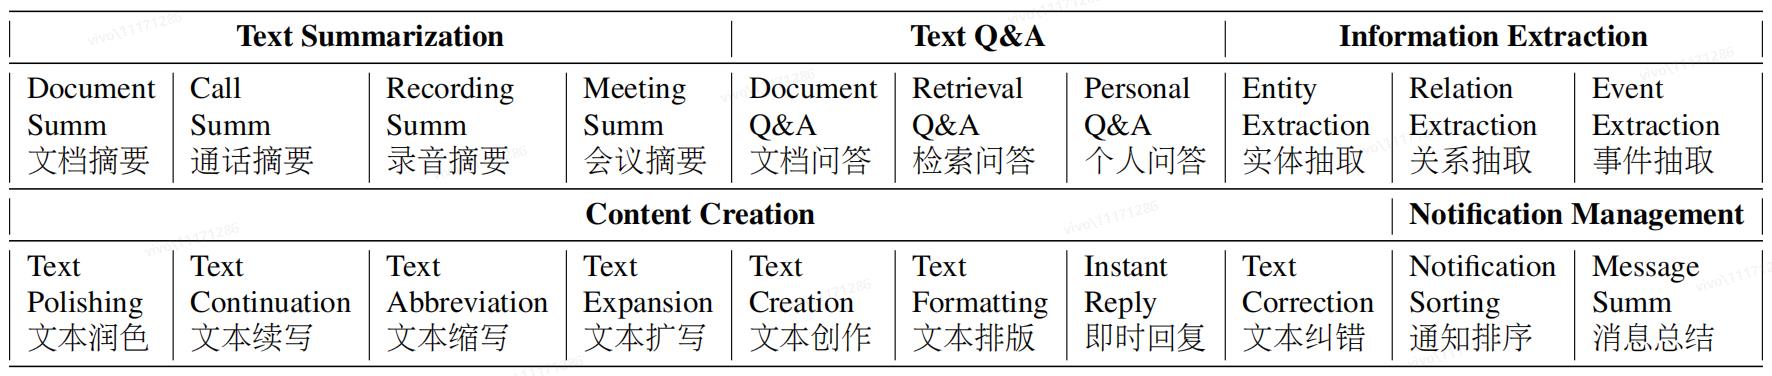 Text Summarization Text Q&A Information Extraction
Document Call Recording Meeting Document Retrieval Personal Entity Relation Event
Summ Summ Summ Summ Q&A Q&A Q&A Extraction Extraction Extraction
文档摘要 通话摘要 录音摘要 会议摘要 文档问答 检索问答 个人问答 实体抽取 关系抽取 事件抽取
Content Creation Notification Management
Text Text Text Text Text Text Instant Text Notification Message
Polishing Continuation Abbreviation Expansion Creation Formatting Reply Correction Sorting Summ
文本润色 文本续写 文本缩写 文本扩写 文本创作 文本排版 即时回复 文本纠错 通知排序 消息总结
vivo\11171286